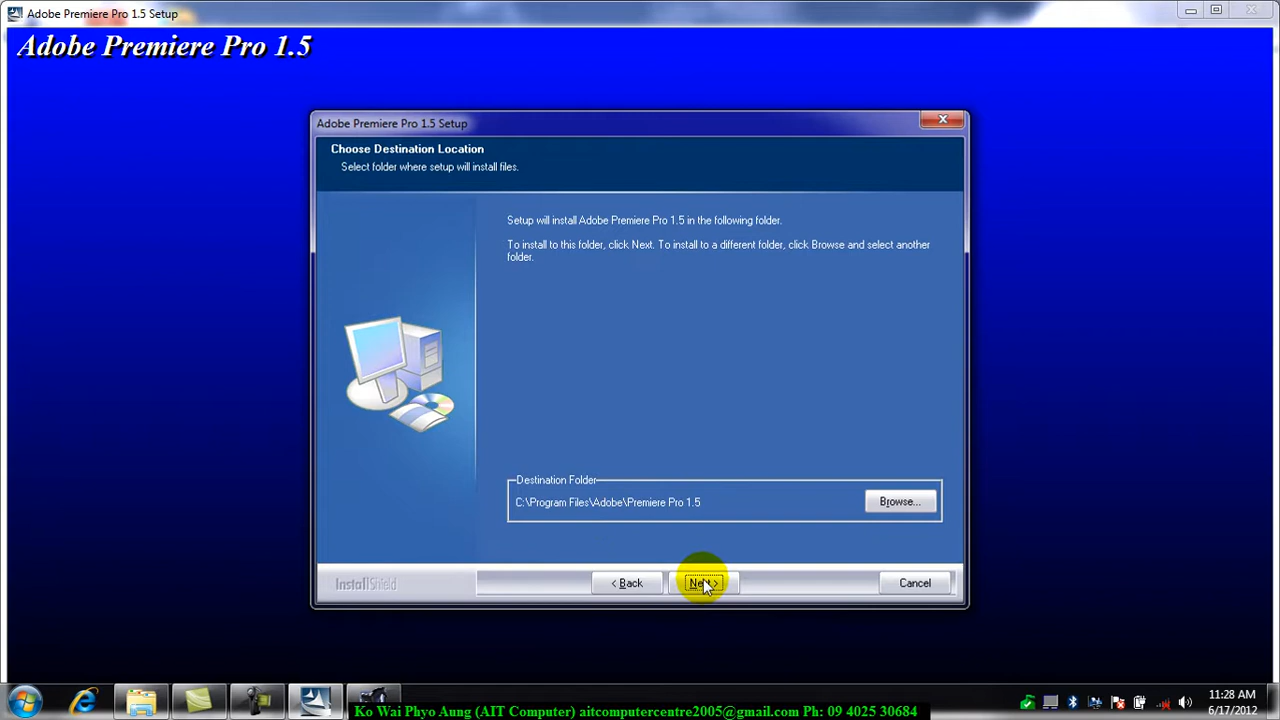 Adobe Premiere Pro 1.5 Setup
Adobe Premiere Pro 1.5
Adobe Premiere Pro 1.5 Setup
Choose Destination Location
Select folder where setup will install files.
Setup will install Adobe Premiere Pro 1.5 in the following folder.
To install to this folder, click Next. To install to a different folder, click Browse and select another
folder.
Destination Folder
C:\Program Files\Adobe\Premiere Pro 1.5
Browse...
InstallShield
< Back
Cancel
11:28 AM
6/17/2012
Ko Wai Phyo Aung (AIT Computer) aitcomputercentre2005@gmail.com Ph: 09 4025 30684